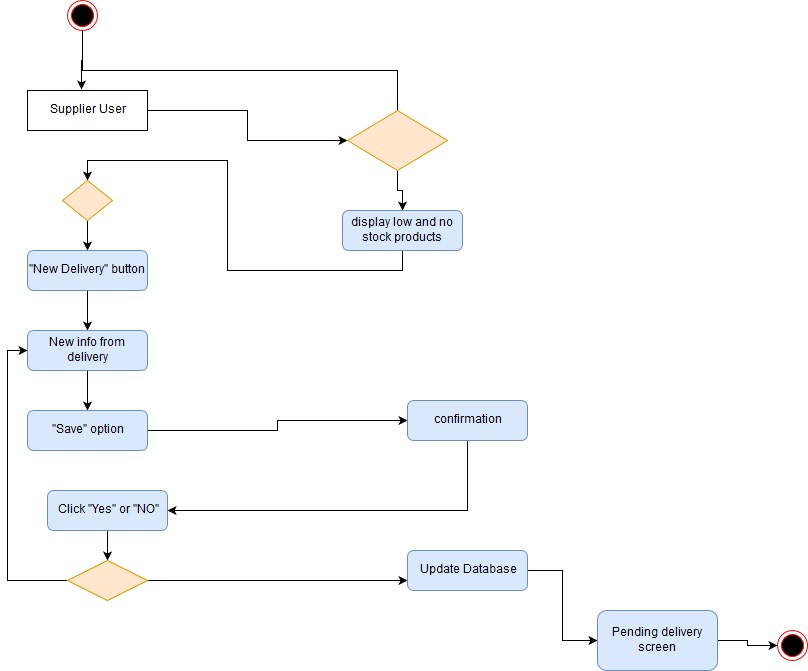 Supplier User
display low and no
stock products
"New Delivery" button
New info from
delivery
"Save" option
confirmation
Click "Yes" or "NO"
Update Database
Pending delivery
screen